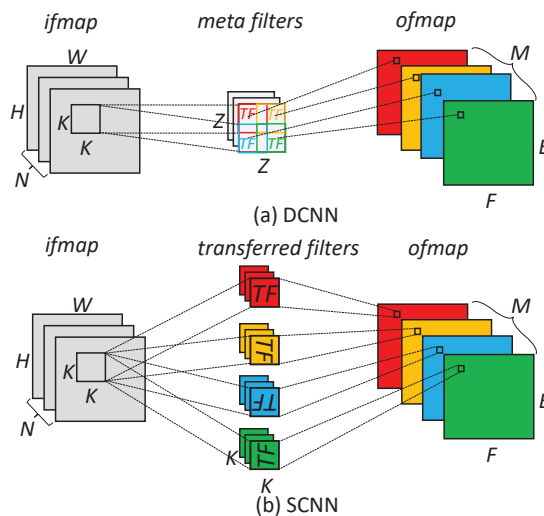 ifmap meta filters ofmap
W
M
H
K
TF TF
Z
K
TF TF
N
Z
F
(a) DCNN
ifmap transferred filters ofmap
W
TF
M
H
TF
K
K
TF
N
K
TF
F
K
(b) SCNN